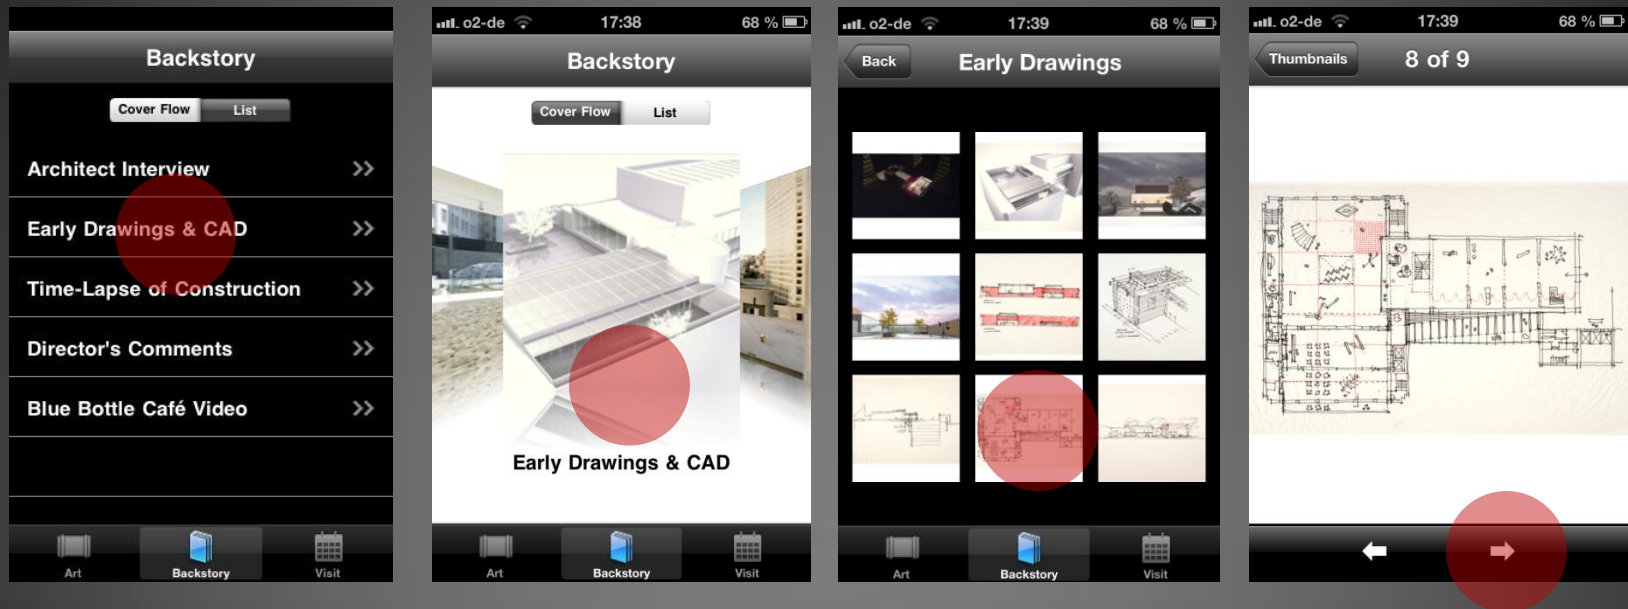 Backstory
Cover Flow List
Architect Interview
Early Drawings & CAD
Time-Lapse of Construction
Director's Comments
Blue Bottle Café Video
Art Backstory Visit
o2-de 17:38 68 %
Backstory
Cover Flow List
Early Drawings & CAD
Art Backstory Visit
o2-de 17:39 68 %
Back Early Drawings
Art Backstory Visit
o2-de 17:39 68 %
Thumbnails 8 of 9